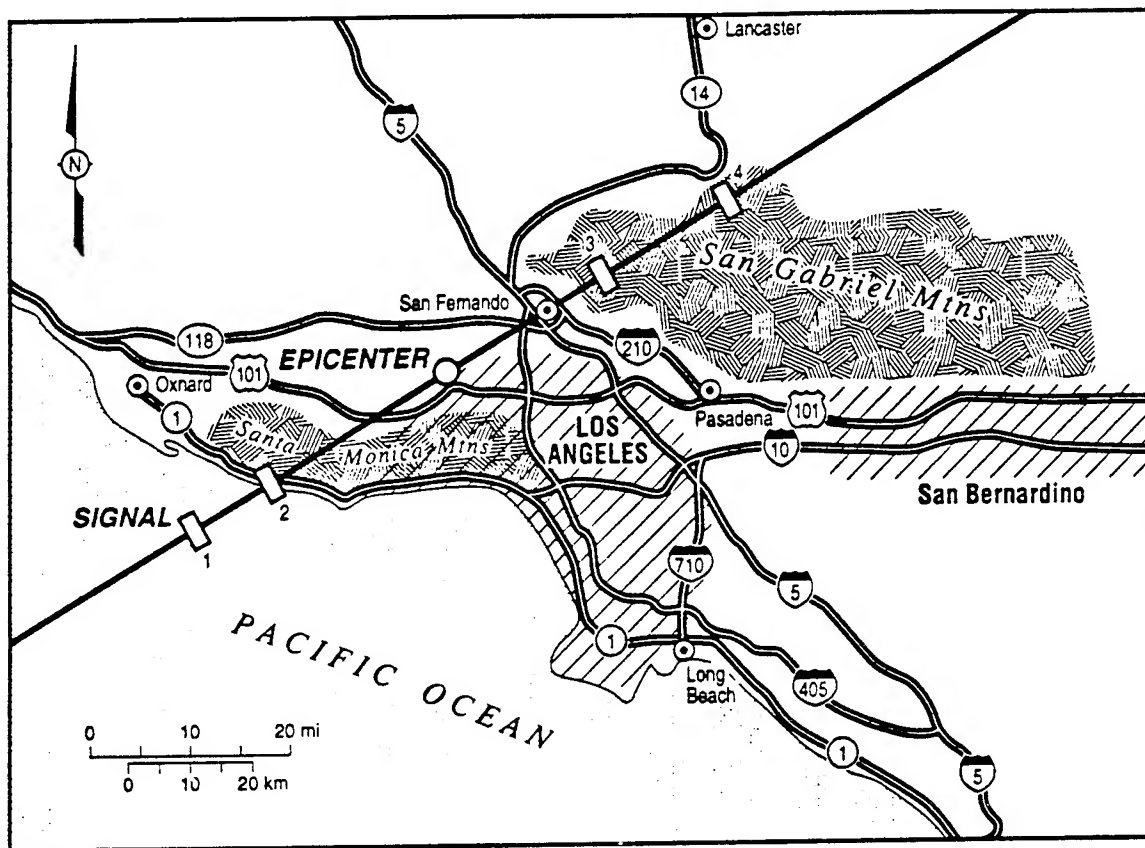 Lancaster
14
5
N
4
3
San Gabriel Mtns
San Fernando
118
210
EPICENTER
101
Oxnard
1
Pasadena
101
Santa Monica Mtns
LOS ANGELES
10
San Bernardino
2
SIGNAL
1
710
5
PACIFIC OCEAN
1
Long Beach
405
1
5
0 10 20 mi
0 10 20 km